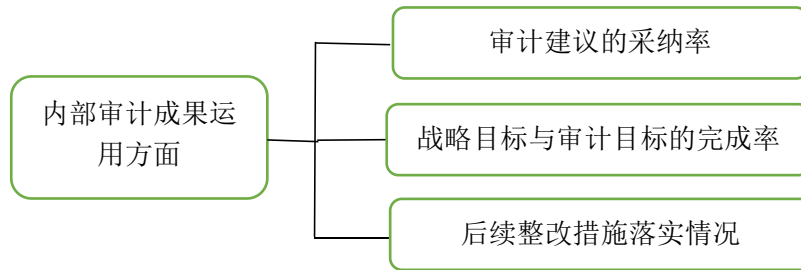 内部审计成果运
用方面
审计建议的采纳率
战略目标与审计目标的完成率
后续整改措施落实情况